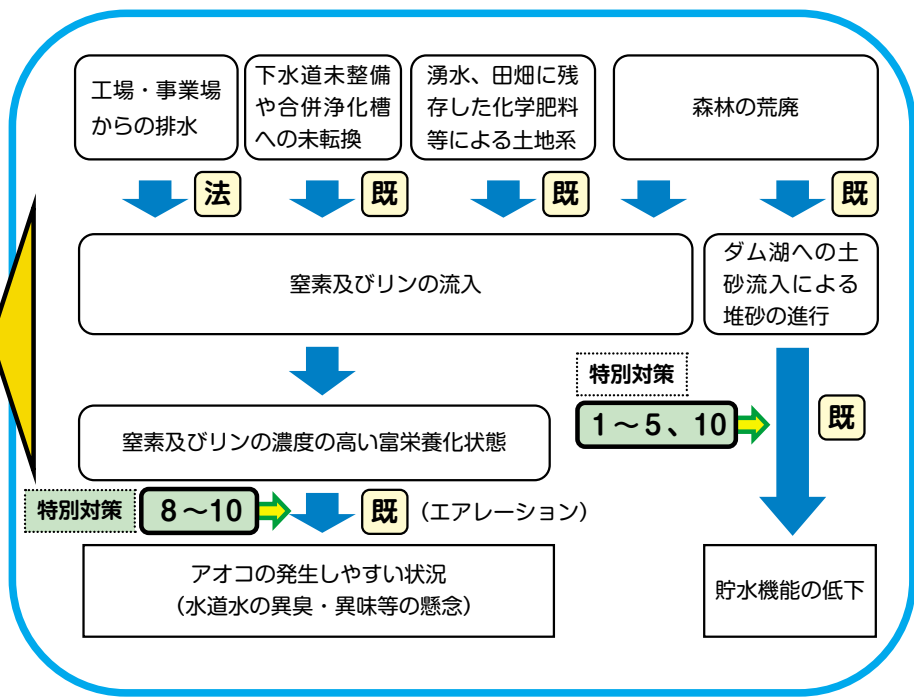 工場・事業場
からの排水
下水道未整備
や合併浄化槽
への未転換
湧水、田畑に残
存した化学肥料
等による土地系
森林の荒廃
法
既
既
既
窒素及びリンの流入
ダム湖への土
砂流入による
堆砂の進行
特別対策
1～5、10
既
窒素及びリンの濃度の高い富栄養化状態
特別対策
8～10
既
（エアレーション）
アオコの発生しやすい状況
（水道水の異臭・異味等の懸念）
貯水機能の低下